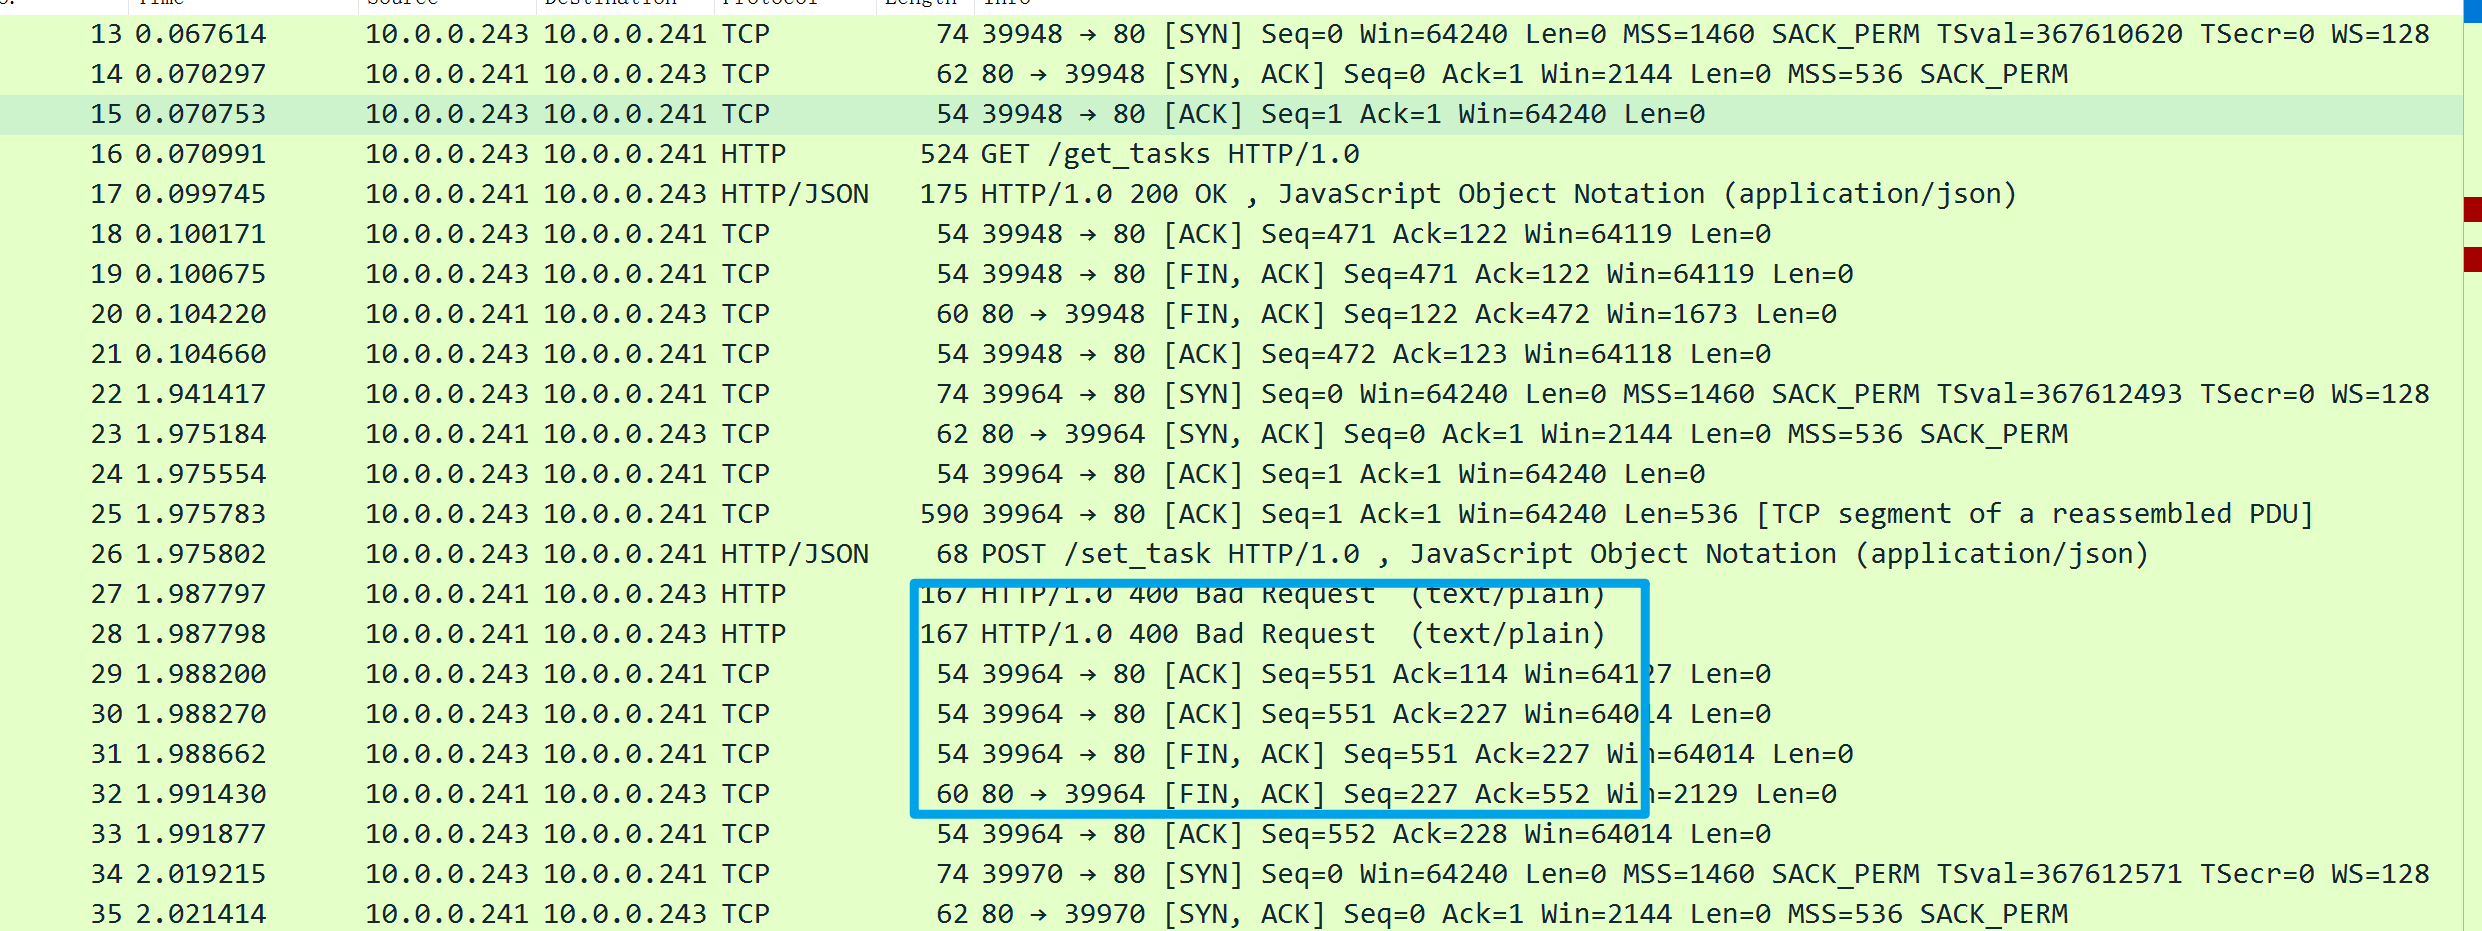 o. Time Source Destination Protocol Length Info
13 0.067614 10.0.0.243 10.0.0.241 TCP 74 39948 → 80 [SYN] Seq=0 Win=64240 Len=0 MSS=1460 SACK_PERM TSval=367610620 TSecr=0 WS=128
14 0.070297 10.0.0.241 10.0.0.243 TCP 62 80 → 39948 [SYN, ACK] Seq=0 Ack=1 Win=2144 Len=0 MSS=536 SACK_PERM
15 0.070753 10.0.0.243 10.0.0.241 TCP 54 39948 → 80 [ACK] Seq=1 Ack=1 Win=64240 Len=0
16 0.070991 10.0.0.243 10.0.0.241 HTTP 524 GET /get_tasks HTTP/1.0
17 0.099745 10.0.0.241 10.0.0.243 HTTP/JSON 175 HTTP/1.0 200 OK , JavaScript Object Notation (application/json)
18 0.100171 10.0.0.243 10.0.0.241 TCP 54 39948 → 80 [ACK] Seq=471 Ack=122 Win=64119 Len=0
19 0.100675 10.0.0.243 10.0.0.241 TCP 54 39948 → 80 [FIN, ACK] Seq=471 Ack=122 Win=64119 Len=0
20 0.104220 10.0.0.241 10.0.0.243 TCP 60 80 → 39948 [FIN, ACK] Seq=122 Ack=472 Win=1673 Len=0
21 0.104660 10.0.0.243 10.0.0.241 TCP 54 39948 → 80 [ACK] Seq=472 Ack=123 Win=64118 Len=0
22 1.941417 10.0.0.243 10.0.0.241 TCP 74 39964 → 80 [SYN] Seq=0 Win=64240 Len=0 MSS=1460 SACK_PERM TSval=367612493 TSecr=0 WS=128
23 1.975184 10.0.0.241 10.0.0.243 TCP 62 80 → 39964 [SYN, ACK] Seq=0 Ack=1 Win=2144 Len=0 MSS=536 SACK_PERM
24 1.975554 10.0.0.243 10.0.0.241 TCP 54 39964 → 80 [ACK] Seq=1 Ack=1 Win=64240 Len=0
25 1.975783 10.0.0.243 10.0.0.241 TCP 590 39964 → 80 [ACK] Seq=1 Ack=1 Win=64240 Len=536 [TCP segment of a reassembled PDU]
26 1.975802 10.0.0.243 10.0.0.241 HTTP/JSON 68 POST /set_task HTTP/1.0 , JavaScript Object Notation (application/json)
27 1.987797 10.0.0.241 10.0.0.243 HTTP 167 HTTP/1.0 400 Bad Request (text/plain)
28 1.987798 10.0.0.241 10.0.0.243 HTTP 167 HTTP/1.0 400 Bad Request (text/plain)
29 1.988200 10.0.0.243 10.0.0.241 TCP 54 39964 → 80 [ACK] Seq=551 Ack=114 Win=64127 Len=0
30 1.988270 10.0.0.243 10.0.0.241 TCP 54 39964 → 80 [ACK] Seq=551 Ack=227 Win=64014 Len=0
31 1.988662 10.0.0.243 10.0.0.241 TCP 54 39964 → 80 [FIN, ACK] Seq=551 Ack=227 Win=64014 Len=0
32 1.991430 10.0.0.241 10.0.0.243 TCP 60 80 → 39964 [FIN, ACK] Seq=227 Ack=552 Win=2129 Len=0
33 1.991877 10.0.0.243 10.0.0.241 TCP 54 39964 → 80 [ACK] Seq=552 Ack=228 Win=64014 Len=0
34 2.019215 10.0.0.243 10.0.0.241 TCP 74 39970 → 80 [SYN] Seq=0 Win=64240 Len=0 MSS=1460 SACK_PERM TSval=367612571 TSecr=0 WS=128
35 2.021414 10.0.0.241 10.0.0.243 TCP 62 80 → 39970 [SYN, ACK] Seq=0 Ack=1 Win=2144 Len=0 MSS=536 SACK_PERM